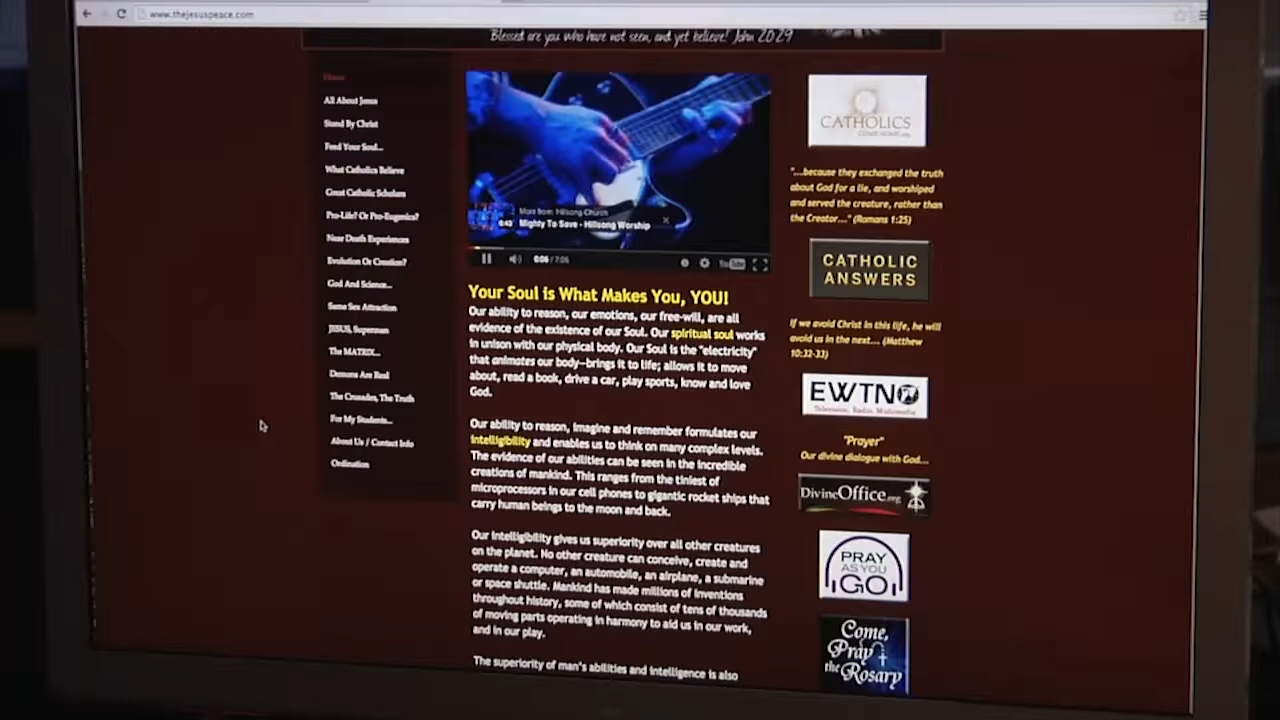 www.thejesuspeace.com
Blessed are you who have not seen, and yet believe! John 20:29
Home
All About Jesus
Stand By Christ
Feed Your Soul...
What Catholics Believe
Great Catholic Scholars
Pro-Life? Or Pro-Eugenics?
Near Death Experiences
Evolution Or Creation?
God And Science...
Same Sex Attraction
JESUS, Superman
The MATRIX...
Demons Are Real
The Crusades, The Truth
For My Students...
About Us / Contact Info
Ordination
More from: Hillsong Church
Mighty To Save - Hillsong Worship
0:06 / 7:06
YouTube
Your Soul is What Makes You, YOU!
Our ability to reason, our emotions, our free-will, are all
evidence of the existence of our Soul. Our spiritual soul works
in unison with our physical body. Our Soul is the "electricity"
that animates our body—brings it to life; allows it to move
about, read a book, drive a car, play sports, know and love
God.
Our ability to reason, imagine and remember formulates our
intelligibility and enables us to think on many complex levels.
The evidence of our abilities can be seen in the incredible
creations of mankind. This ranges from the tiniest of
microprocessors in our cell phones to gigantic rocket ships that
carry human beings to the moon and back.
Our intelligibility gives us superiority over all other creatures
on the planet. No other creature can conceive, create and
operate a computer, an automobile, an airplane, a submarine
or space shuttle. Mankind has made millions of inventions
throughout history, some of which consist of tens of thousands
of moving parts operating in harmony to aid us in our work,
and in our play.
The superiority of man's abilities and intelligence is also
CATHOLICS
COME HOME.org
"...because they exchanged the truth
about God for a lie, and worshiped
and served the creature, rather than
the Creator..." (Romans 1:25)
CATHOLIC
ANSWERS
If we avoid Christ in this life, he will
avoid us in the next... (Matthew
10:32-33)
EWTN
Television, Radio, Multimedia
"Prayer"
Our divine dialogue with God...
DivineOffice.org
PRAY
AS YOU
GO
Come,
Pray
the Rosary